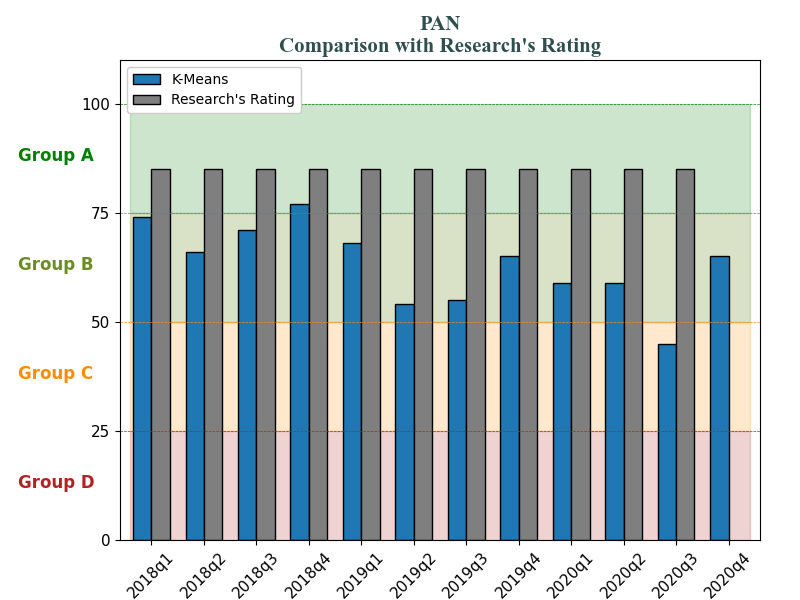 PAN
Comparison with Research's Rating
K-Means
Research's Rating
100
Group A
75
Group B
50
Group C
25
Group D
0
2018q1
2018q2
2018q3
2018q4
2019q1
2019q2
2019q3
2019q4
2020q1
2020q2
2020q3
2020q4